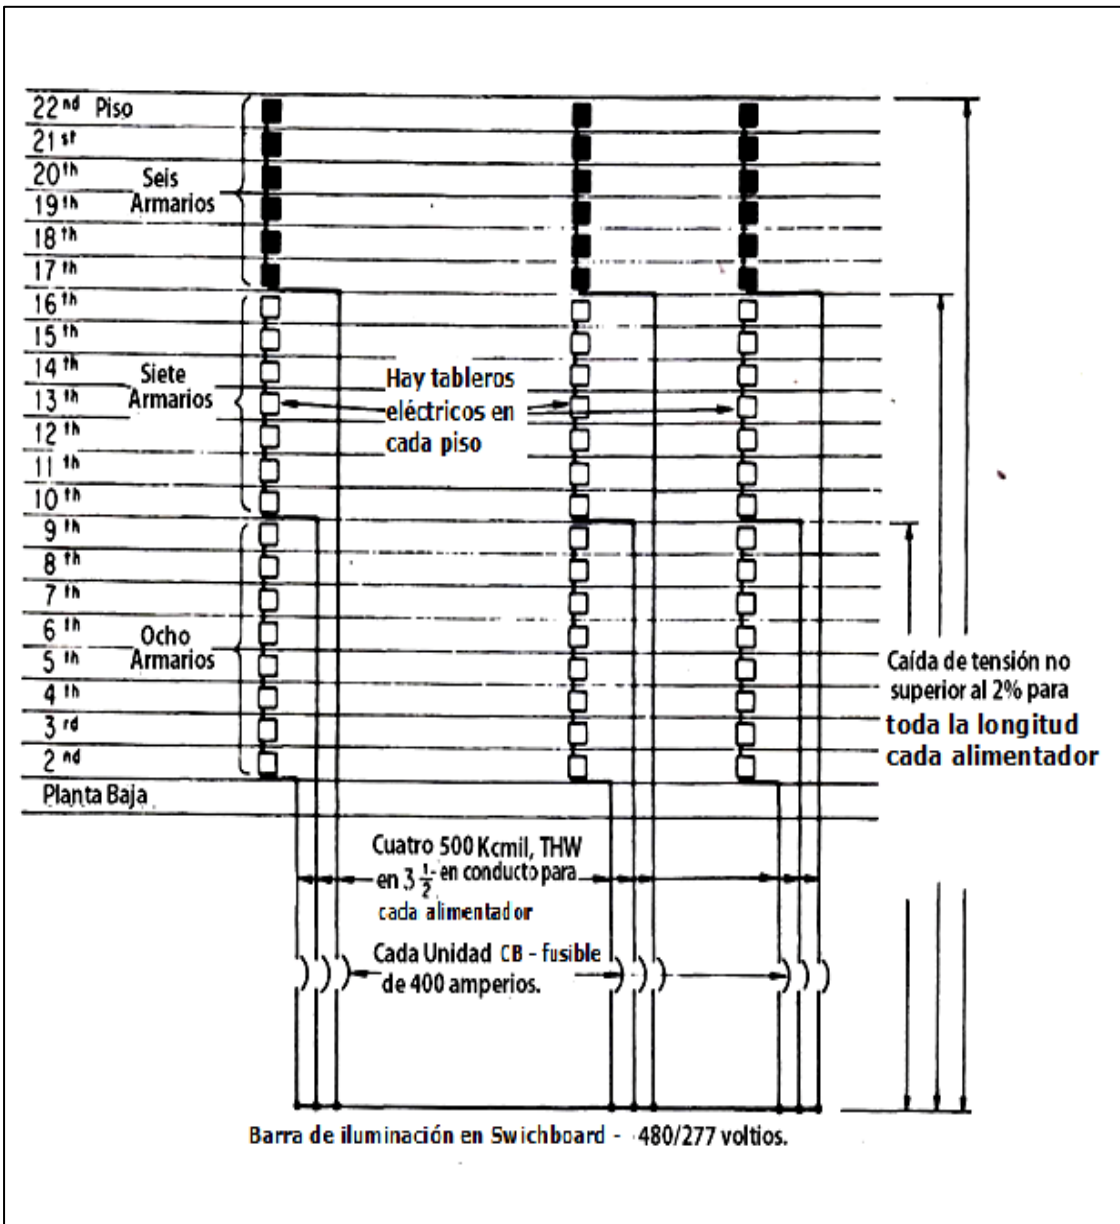 22nd Piso
21st
20th
19th
18th
17th
16th
15th
14th
13th
12th
11th
10th
9th
8th
7th
6th
5th
4th
3rd
2nd
Planta Baja
Seis
Armarios
Siete
Armarios
Ocho
Armarios
Hay tableros
eléctricos en
cada piso
Caída de tensión no
superior al 2% para
toda la longitud
cada alimentador
Cuatro 500 Kcmil, THW
en 3 1/2 en conducto para
cada alimentador
Cada Unidad CB - fusible
de 400 amperios.
Barra de iluminación en Swichboard - 480/277 voltios.